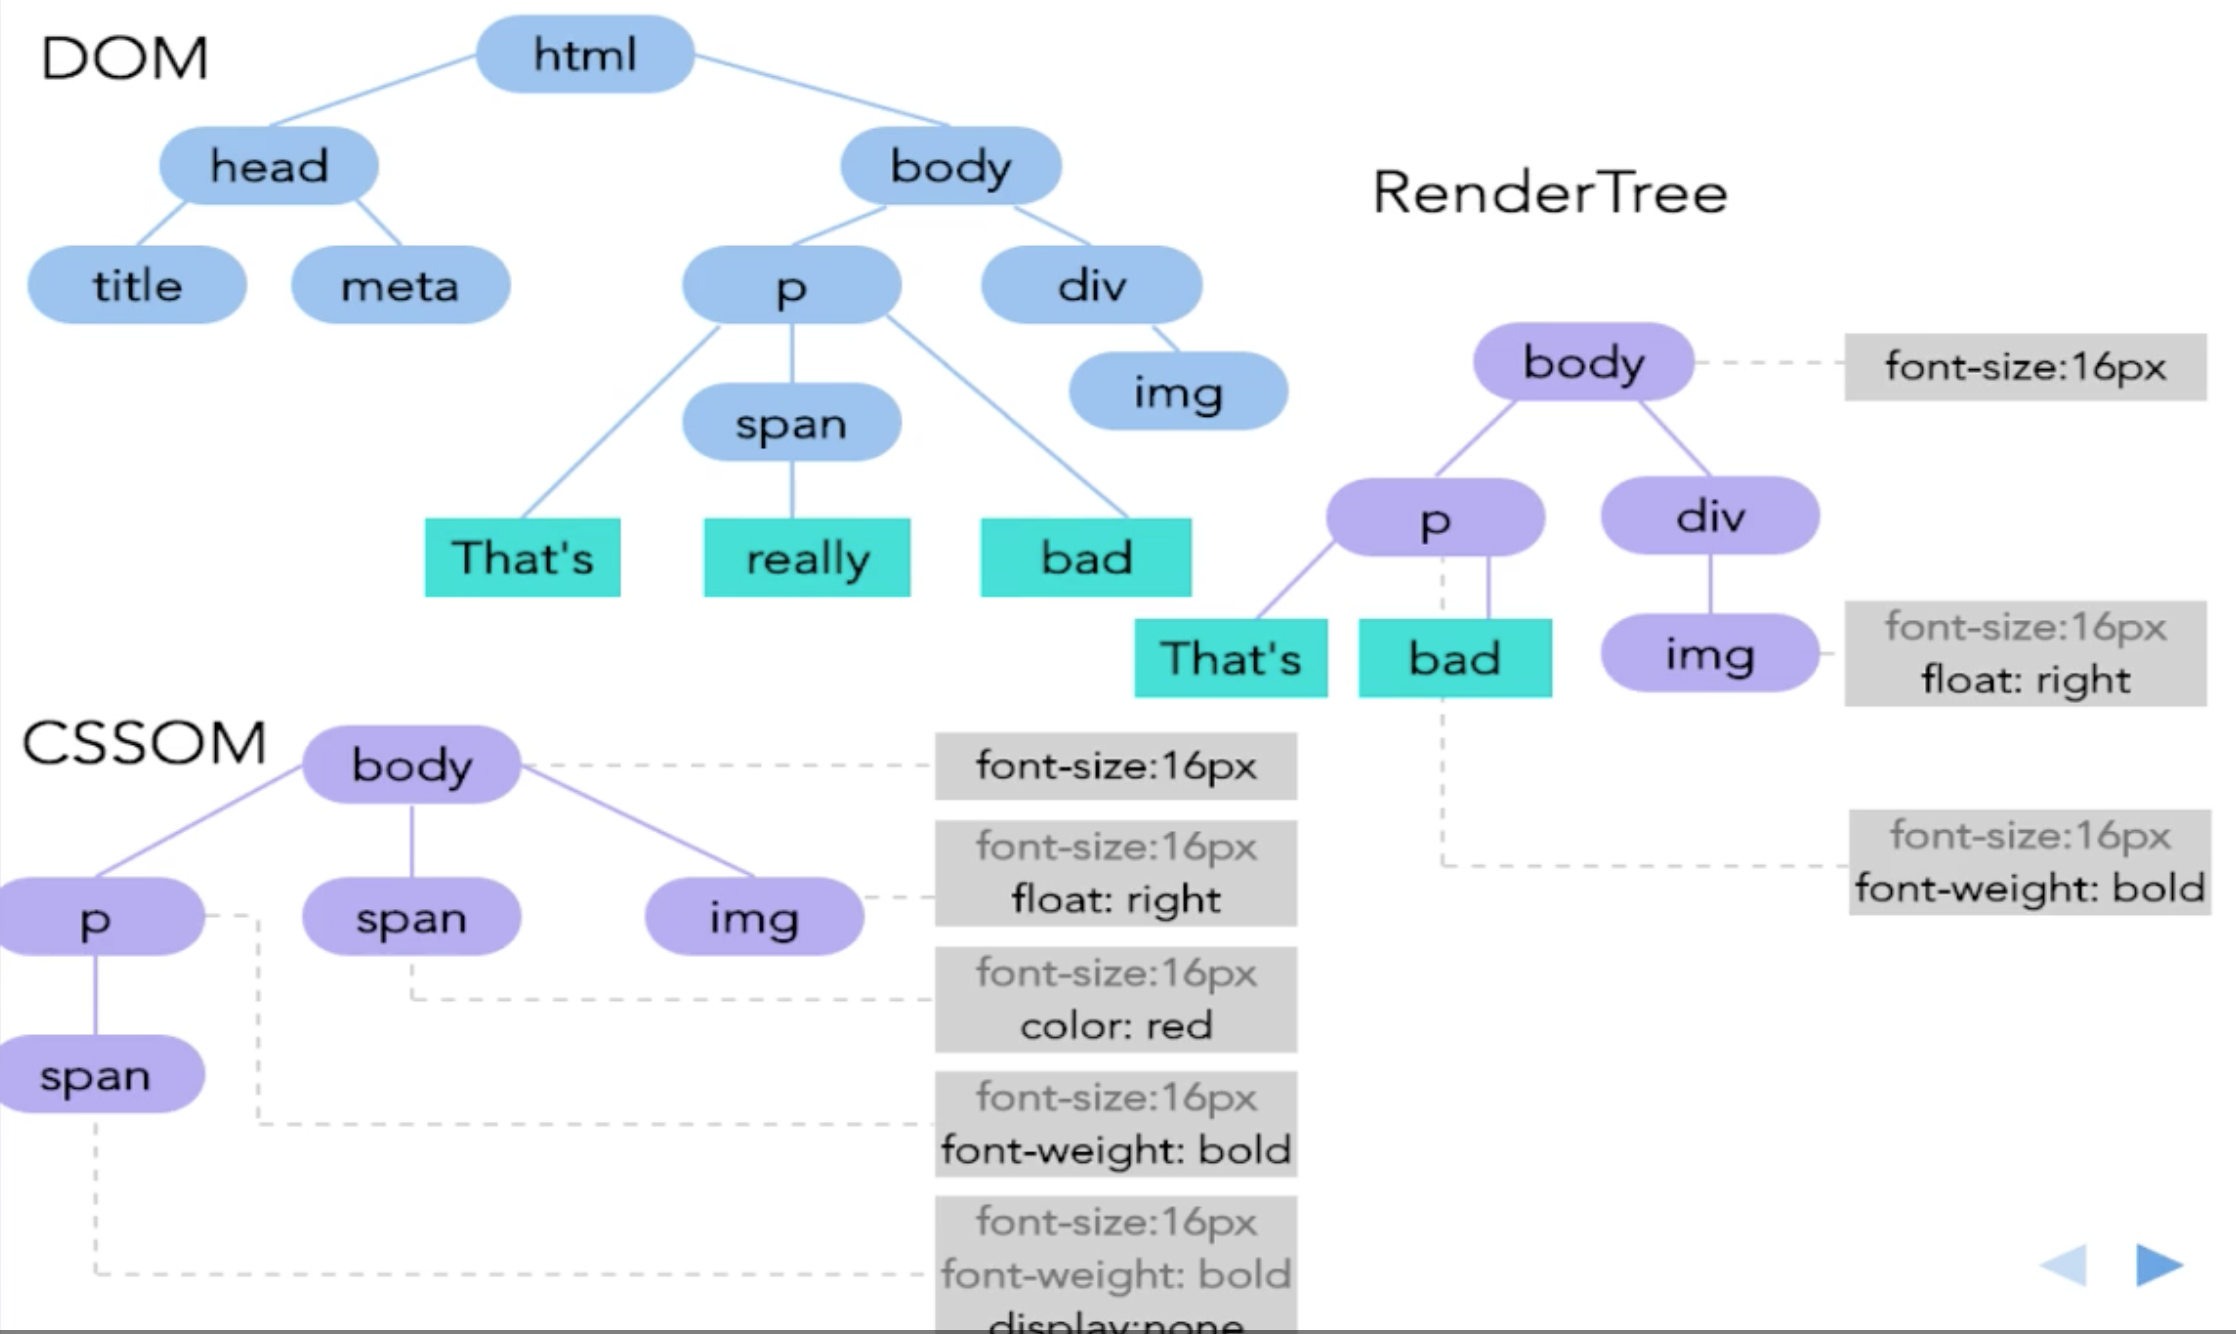 DOM
html
head
body
title
meta
p
div
span
img
That's
really
bad
RenderTree
body
font-size:16px
p
div
That's
bad
img
font-size:16px
float: right
font-size:16px
font-weight: bold
CSSOM
body
font-size:16px
p
span
img
font-size:16px
float: right
font-size:16px
color: red
span
font-size:16px
font-weight: bold
font-size:16px
font-weight: bold
display:none